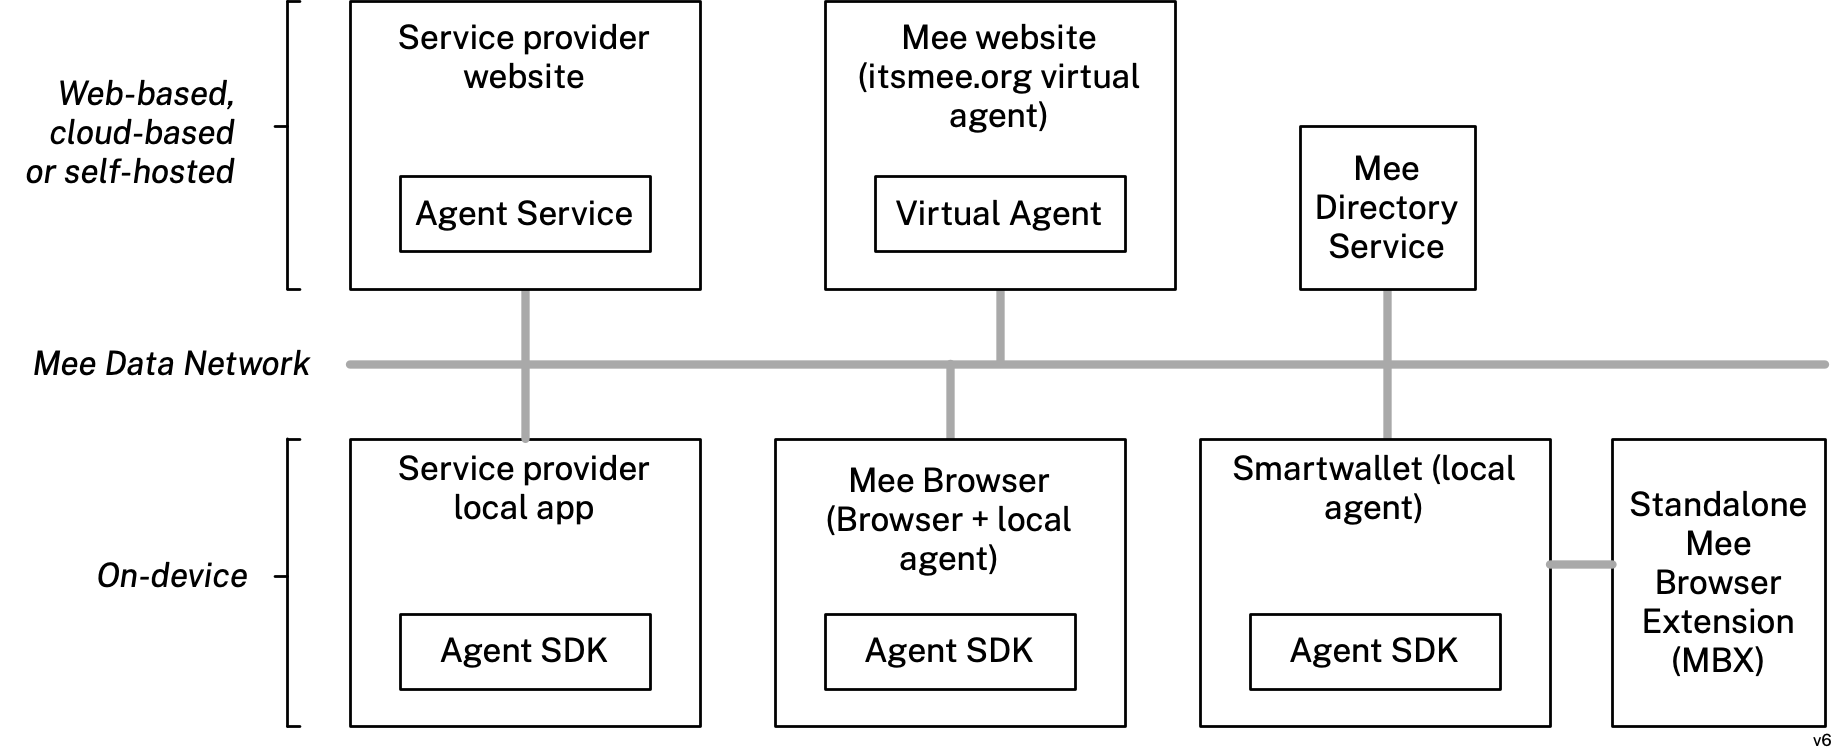 Web-based,
cloud-based
or self-hosted
Service provider
website
Agent Service
Mee website
(itsmee.org virtual
agent)
Virtual Agent
Mee
Directory
Service
Mee Data Network
On-device
Service provider
local app
Agent SDK
Mee Browser
(Browser + local
agent)
Agent SDK
Smartwallet (local
agent)
Agent SDK
Standalone
Mee
Browser
Extension
(MBX)
v6